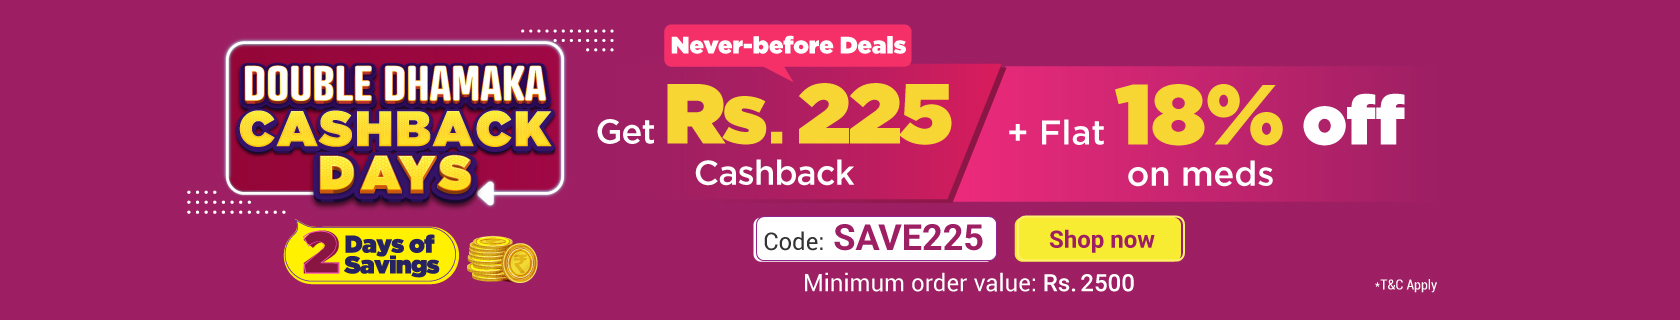 DOUBLE DHAMAKA
CASHBACK
DAYS
2 Days of
Savings
Never-before Deals
Get Rs. 225
Cashback
+ Flat 18% off
on meds
Code: SAVE225
Shop now
Minimum order value: Rs. 2500
*T&C Apply